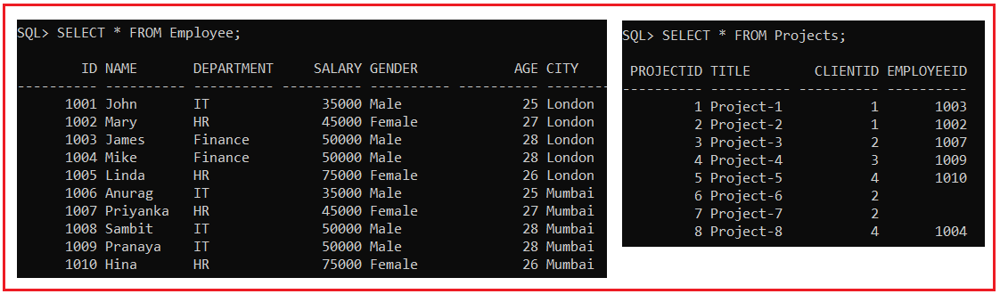 SQL> SELECT * FROM Employee;
ID NAME DEPARTMENT SALARY GENDER AGE CITY
---------- ---------- ---------- ---------- ---------- ---------- --------
1001 John IT 35000 Male 25 London
1002 Mary HR 45000 Female 27 London
1003 James Finance 50000 Male 28 London
1004 Mike Finance 50000 Male 28 London
1005 Linda HR 75000 Female 26 London
1006 Anurag IT 35000 Male 25 Mumbai
1007 Priyanka HR 45000 Female 27 Mumbai
1008 Sambit IT 50000 Male 28 Mumbai
1009 Pranaya IT 50000 Male 28 Mumbai
1010 Hina HR 75000 Female 26 Mumbai
SQL> SELECT * FROM Projects;
PROJECTID TITLE CLIENTID EMPLOYEEID
---------- ---------- ---------- ----------
1 Project-1 1 1003
2 Project-2 1 1002
3 Project-3 2 1007
4 Project-4 3 1009
5 Project-5 4 1010
6 Project-6 2
7 Project-7 2
8 Project-8 4 1004